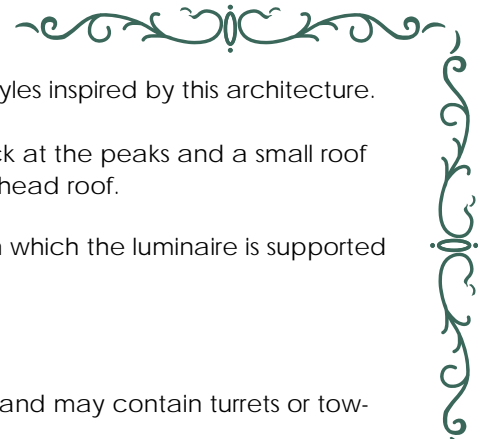 yles inspired by this architecture.
ck at the peaks and a small roof
head roof.
which the luminaire is supported
and may contain turrets or tow-